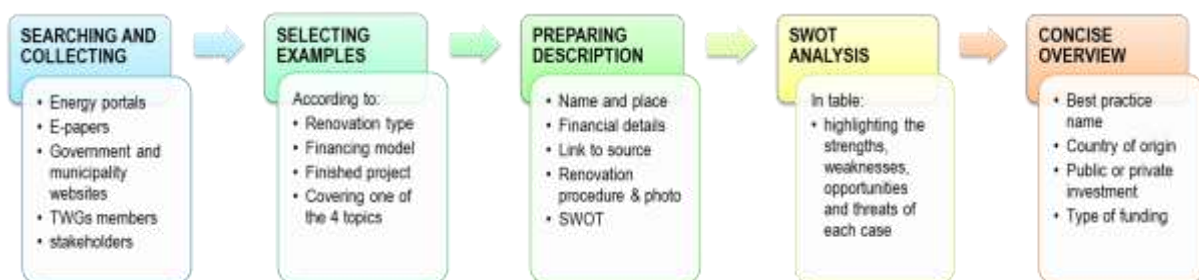 SEARCHING AND
COLLECTING
• Energy portals
• E-papers
• Government and
municipality
websites
• TWGs members
• stakeholders
SELECTING
EXAMPLES
According to:
• Renovation type
• Financing model
• Finished project
• Covering one of
the 4 topics
PREPARING
DESCRIPTION
• Name and place
• Financial details
• Link to source
• Renovation
procedure & photo
• SWOT
SWOT
ANALYSIS
In table:
• highlighting the
strengths,
weaknesses,
opportunities
and threats of
each case
CONCISE
OVERVIEW
• Best practice
name
• Country of origin
• Public or private
investment
• Type of funding